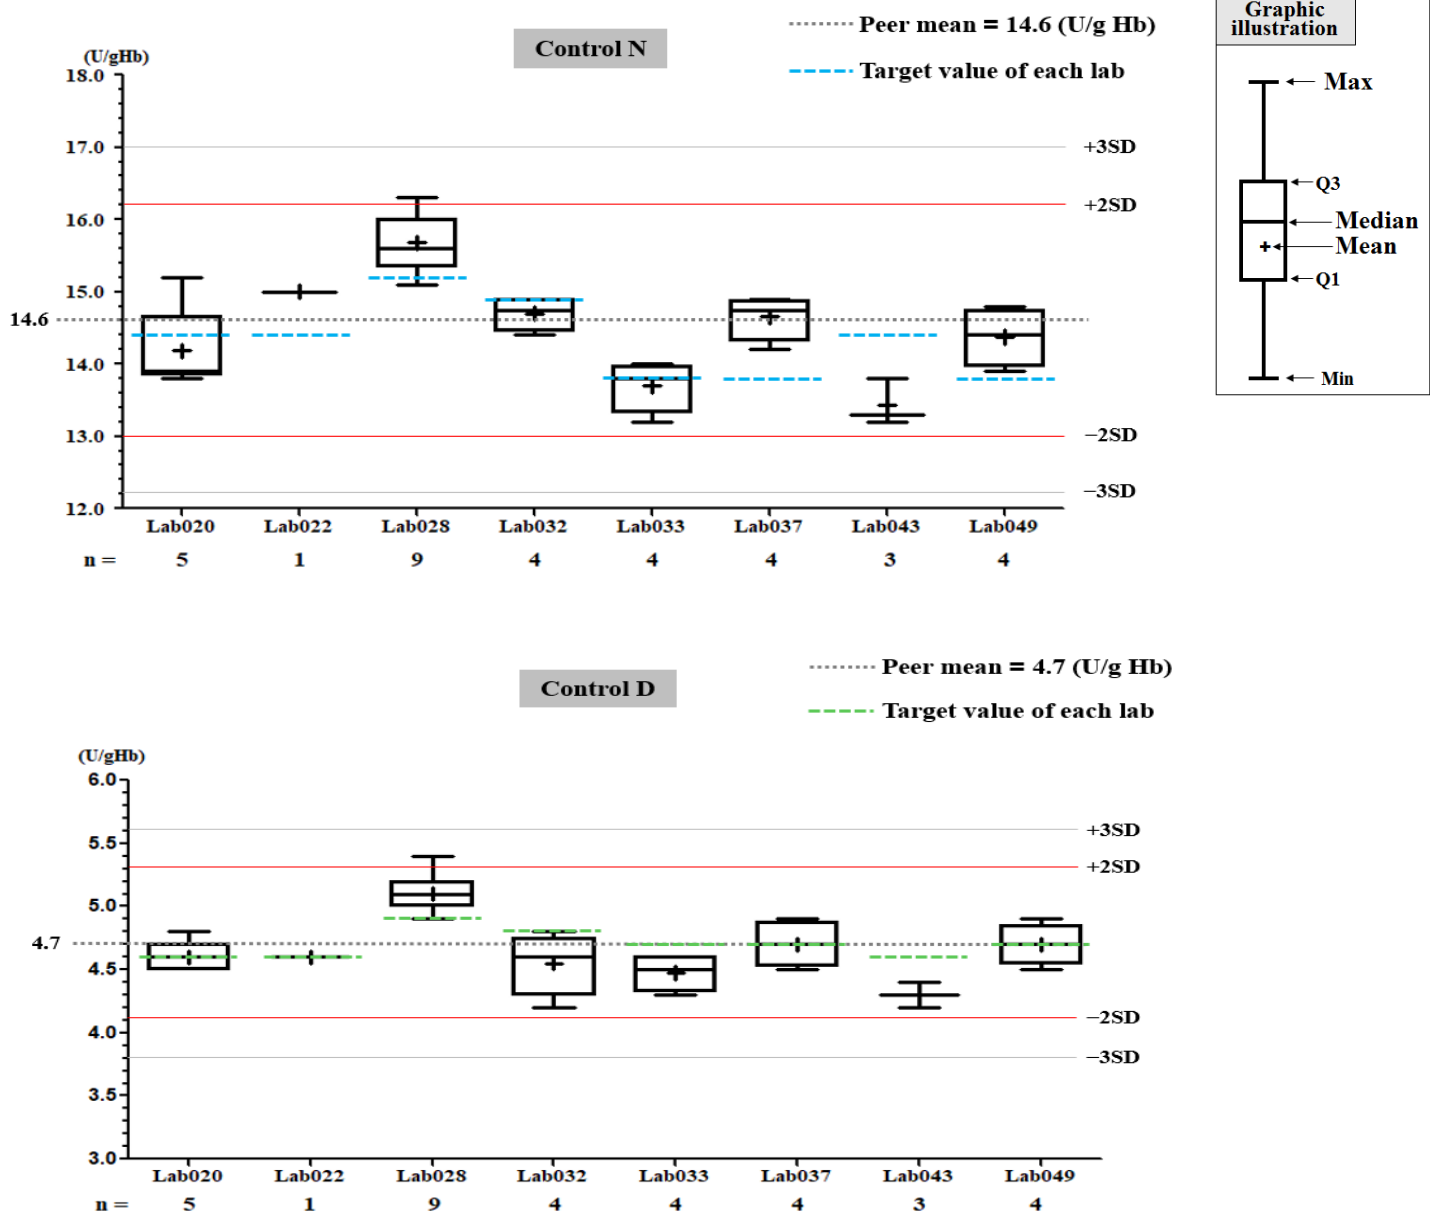 Peer mean = 14.6 (U/g Hb)
Control N
Target value of each lab
(U/gHb)
18.0
17.0
16.0
15.0
14.6
14.0
13.0
12.0
+3SD
+2SD
−2SD
−3SD
Lab020 Lab022 Lab028 Lab032 Lab033 Lab037 Lab043 Lab049
n = 5 1 9 4 4 4 3 4
Graphic
illustration
Max
Q3
Median
Mean
Q1
Min
Peer mean = 4.7 (U/g Hb)
Control D
Target value of each lab
(U/gHb)
6.0
5.5
5.0
4.7
4.5
4.0
3.5
3.0
+3SD
+2SD
−2SD
−3SD
Lab020 Lab022 Lab028 Lab032 Lab033 Lab037 Lab043 Lab049
n = 5 1 9 4 4 4 3 4